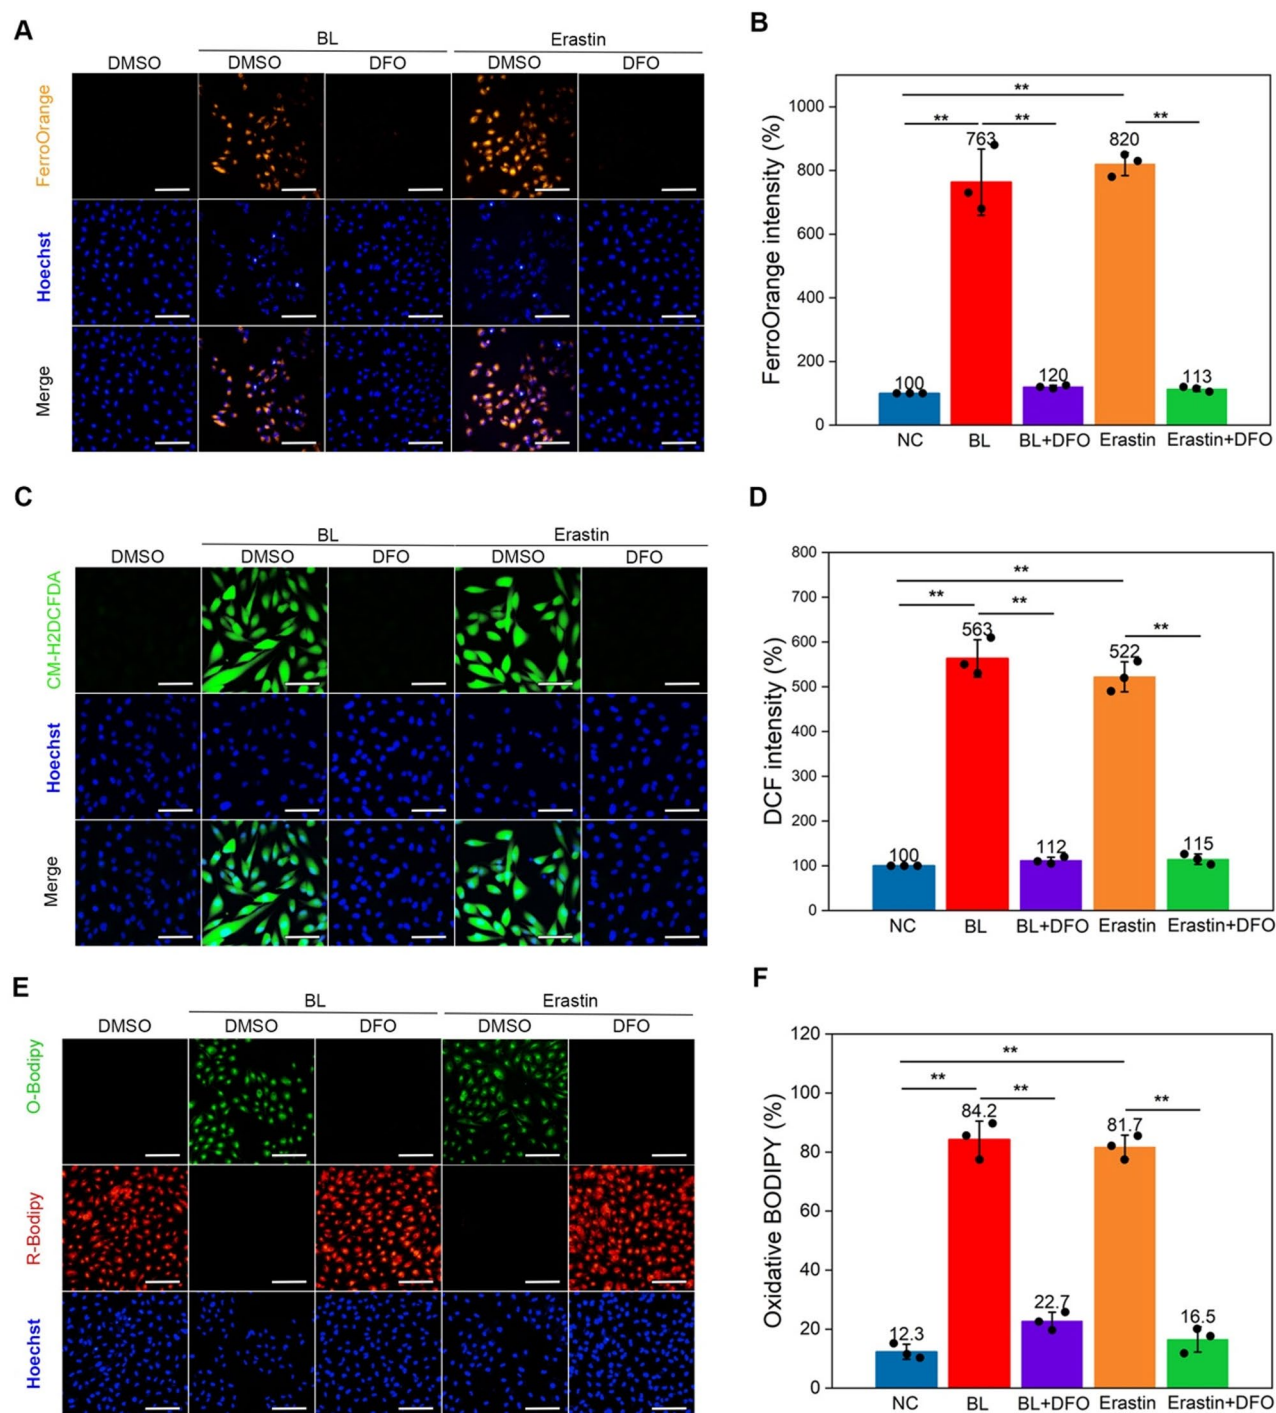 A
BL
Erastin
DMSO
DMSO
DFO
DMSO
DFO
FerroOrange
Hoechst
Merge
B
FerroOrange intensity (%)
1000
800
600
400
200
0
**
**
**
**
100
763
120
820
113
NC
BL
BL+DFO
Erastin
Erastin+DFO
C
BL
Erastin
DMSO
DMSO
DFO
DMSO
DFO
CM-H2DCFDA
Hoechst
Merge
D
DCF intensity (%)
800
700
600
500
400
300
200
100
0
**
**
**
**
100
563
112
522
115
NC
BL
BL+DFO
Erastin
Erastin+DFO
E
BL
Erastin
DMSO
DMSO
DFO
DMSO
DFO
O-Bodipy
R-Bodipy
Hoechst
F
Oxidative BODIPY (%)
120
100
80
60
40
20
0
**
**
**
**
12.3
84.2
22.7
81.7
16.5
NC
BL
BL+DFO
Erastin
Erastin+DFO